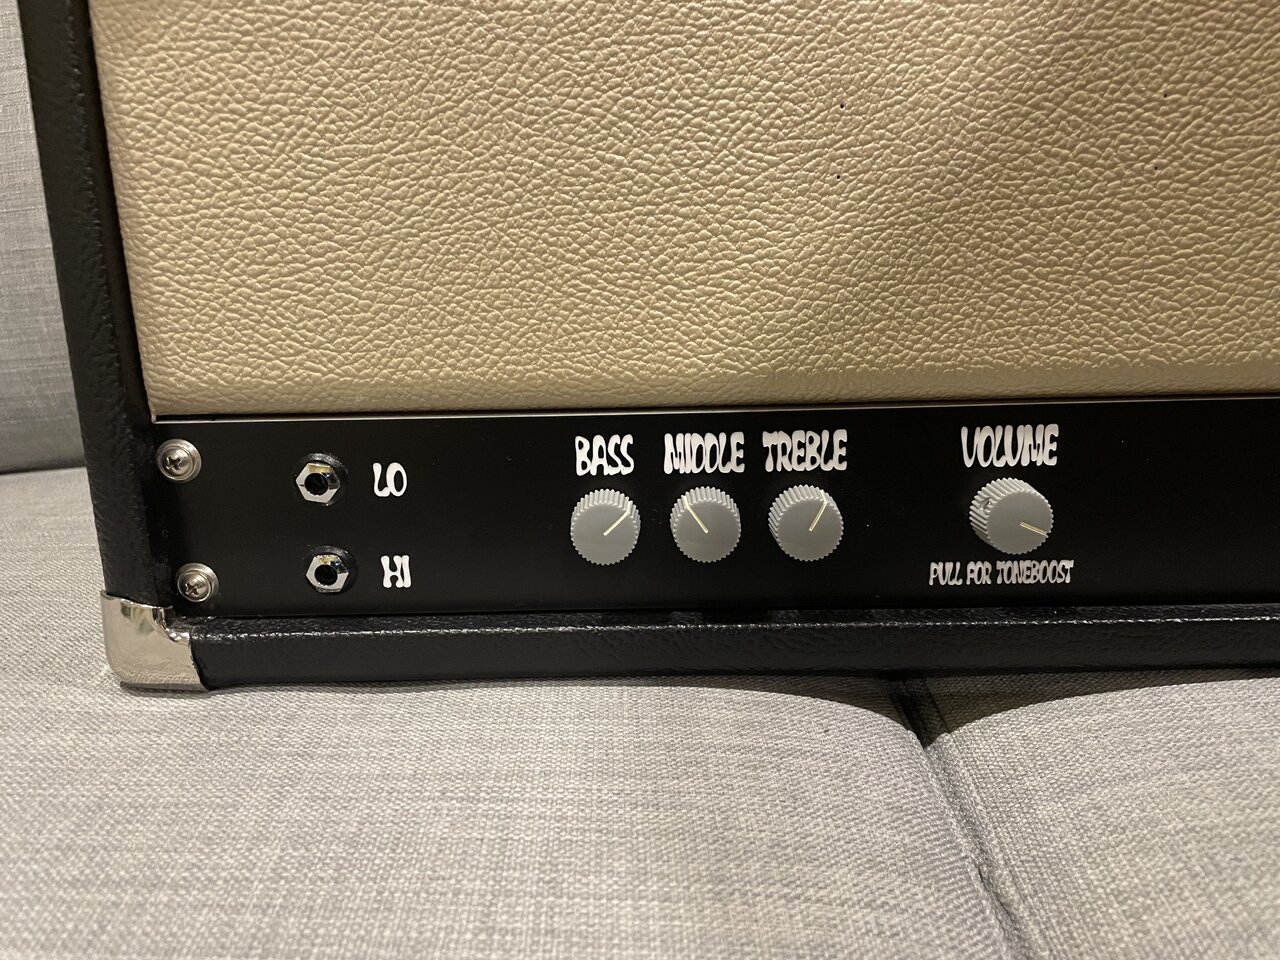 LO
HI
BASS
MIDDLE
TREBLE
VOLUME
PULL FOR TONEBOOST